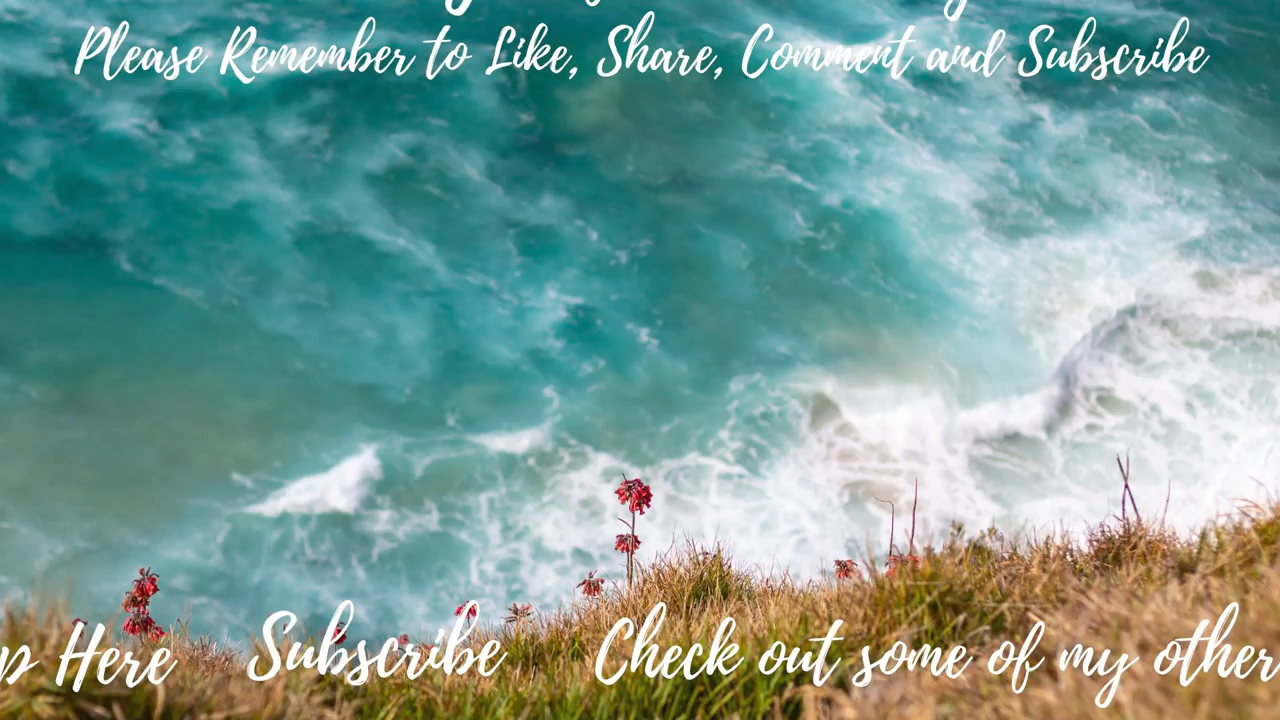 Please Remember to Like, Share, Comment and Subscribe
Here Subscribe Check out some of my other